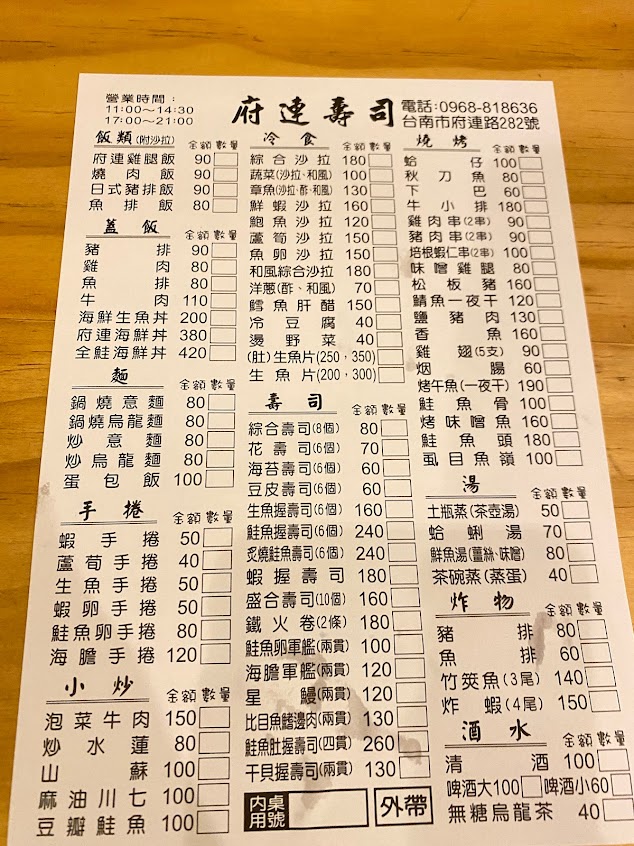 營業時間：
11:00～14:30
17:00～21:00
府連壽司
電話:0968-818636
台南市府連路282號
飯類(附沙拉) 金額 數量
府連雞腿飯 90
燒肉飯 90
日式豬排飯 90
魚排飯 80
蓋飯 金額 數量
豬排 90
雞肉 80
魚排 80
牛肉 110
海鮮生魚丼 200
府連海鮮丼 380
全鮭海鮮丼 420
麵 金額 數量
鍋燒意麵 80
鍋燒烏龍麵 80
炒意麵 80
炒烏龍麵 80
蛋包飯 100
手捲 金額 數量
蝦手捲 50
蘆筍手捲 40
生魚手捲 50
蝦卵手捲 50
鮭魚卵手捲 80
海膽手捲 120
小炒 金額 數量
泡菜牛肉 150
炒水蓮 80
山蘇 100
麻油川七 100
豆瓣鮭魚 100
冷食 金額 數量
綜合沙拉 180
蔬菜(沙拉、和風) 100
章魚(沙拉、酢、和風) 130
鮮蝦沙拉 160
鮑魚沙拉 120
蘆筍沙拉 150
魚卵沙拉 150
和風綜合沙拉 180
洋蔥(酢、和風) 70
鱈魚肝醋 150
冷豆腐 40
燙野菜 40
(肚)生魚片(250，350)
生魚片(200，300)
壽司 金額 數量
綜合壽司(8個) 80
花壽司(6個) 70
海苔壽司(6個) 60
豆皮壽司(6個) 60
生魚握壽司(6個) 160
鮭魚握壽司(6個) 240
炙燒鮭魚壽司(6個) 240
蝦握壽司 180
盛合壽司(10個) 160
鐵火卷(2條) 180
鮭魚卵軍艦(兩貫) 100
海膽軍艦(兩貫) 120
星鰻(兩貫) 120
比目魚鰭邊肉(兩貫) 130
鮭魚肚握壽司(四貫) 260
干貝握壽司(兩貫) 130
內用 桌號
外帶
燒烤 金額 數量
蛤仔 100
秋刀魚 80
下巴 60
牛小排 180
雞肉串(2串) 90
豬肉串(2串) 90
培根蝦仁串(2串) 100
味噌雞腿 80
松板豬 160
鯖魚一夜干 120
鹽豬肉 130
香魚 160
雞翅(5支) 90
烟腸 60
烤午魚(一夜干) 190
鮭魚骨 100
烤味噌魚 160
鮭魚頭 180
虱目魚嶺 100
湯 金額 數量
土瓶蒸(茶壺湯) 50
蛤蜊湯 70
鮮魚湯(薑絲、味噌) 80
茶碗蒸(蒸蛋) 40
炸物 金額 數量
豬排 80
魚排 60
竹筴魚(3尾) 140
炸蝦(4尾) 150
酒水 金額 數量
清酒 100
啤酒大100 啤酒小60
無糖烏龍茶 40